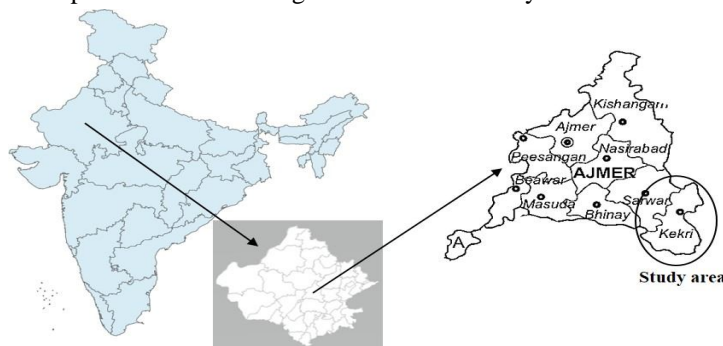 Kishangarh
Ajmer
Nasirabad
Peesangan
AJMER
Beawar
Masuda
Sarwar
Bhinay
Kekri
A
Study area